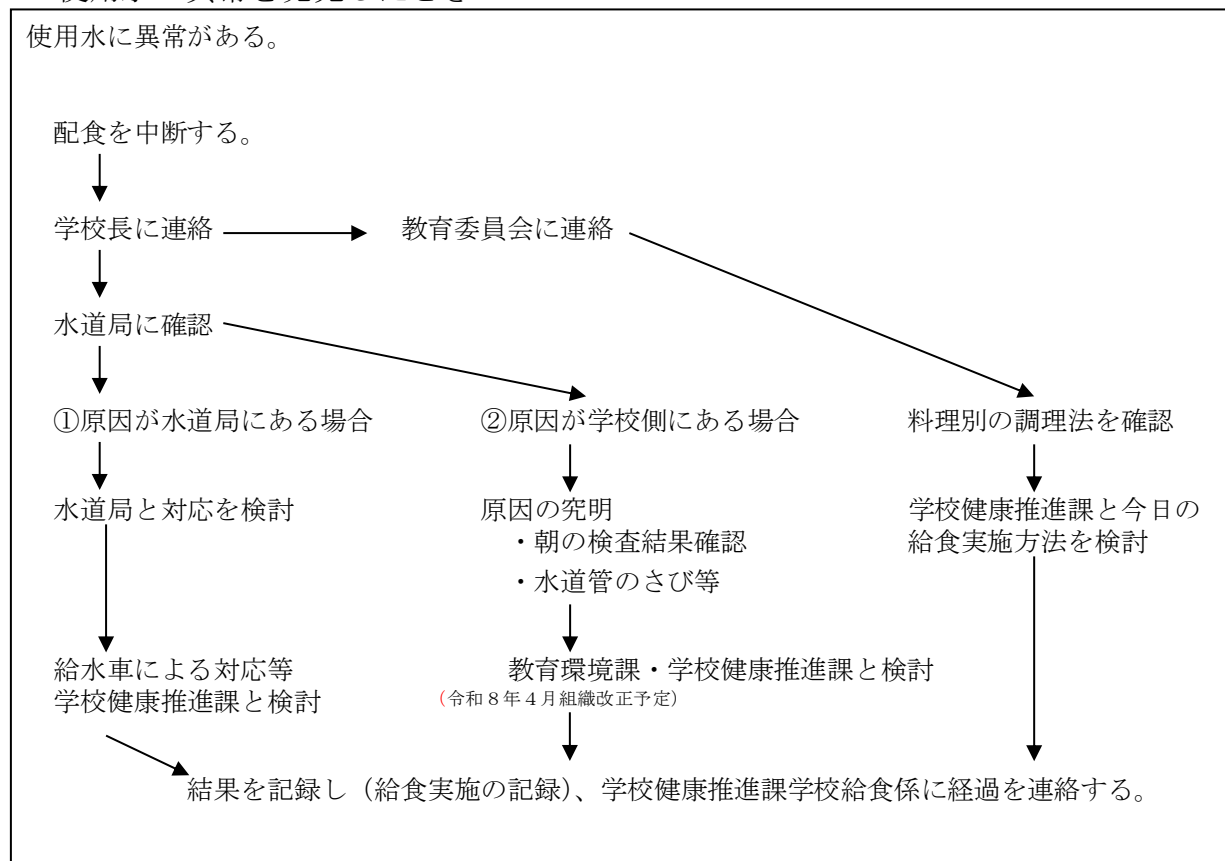 使用水に異常がある。
配食を中断する。
学校長に連絡
教育委員会に連絡
水道局に確認
①原因が水道局にある場合
②原因が学校側にある場合
料理別の調理法を確認
水道局と対応を検討
原因の究明
・朝の検査結果確認
・水道管のさび等
学校健康推進課と今日の
給食実施方法を検討
給水車による対応等
学校健康推進課と検討
教育環境課・学校健康推進課と検討
(令和８年４月組織改正予定)
結果を記録し（給食実施の記録）、学校健康推進課学校給食係に経過を連絡する。